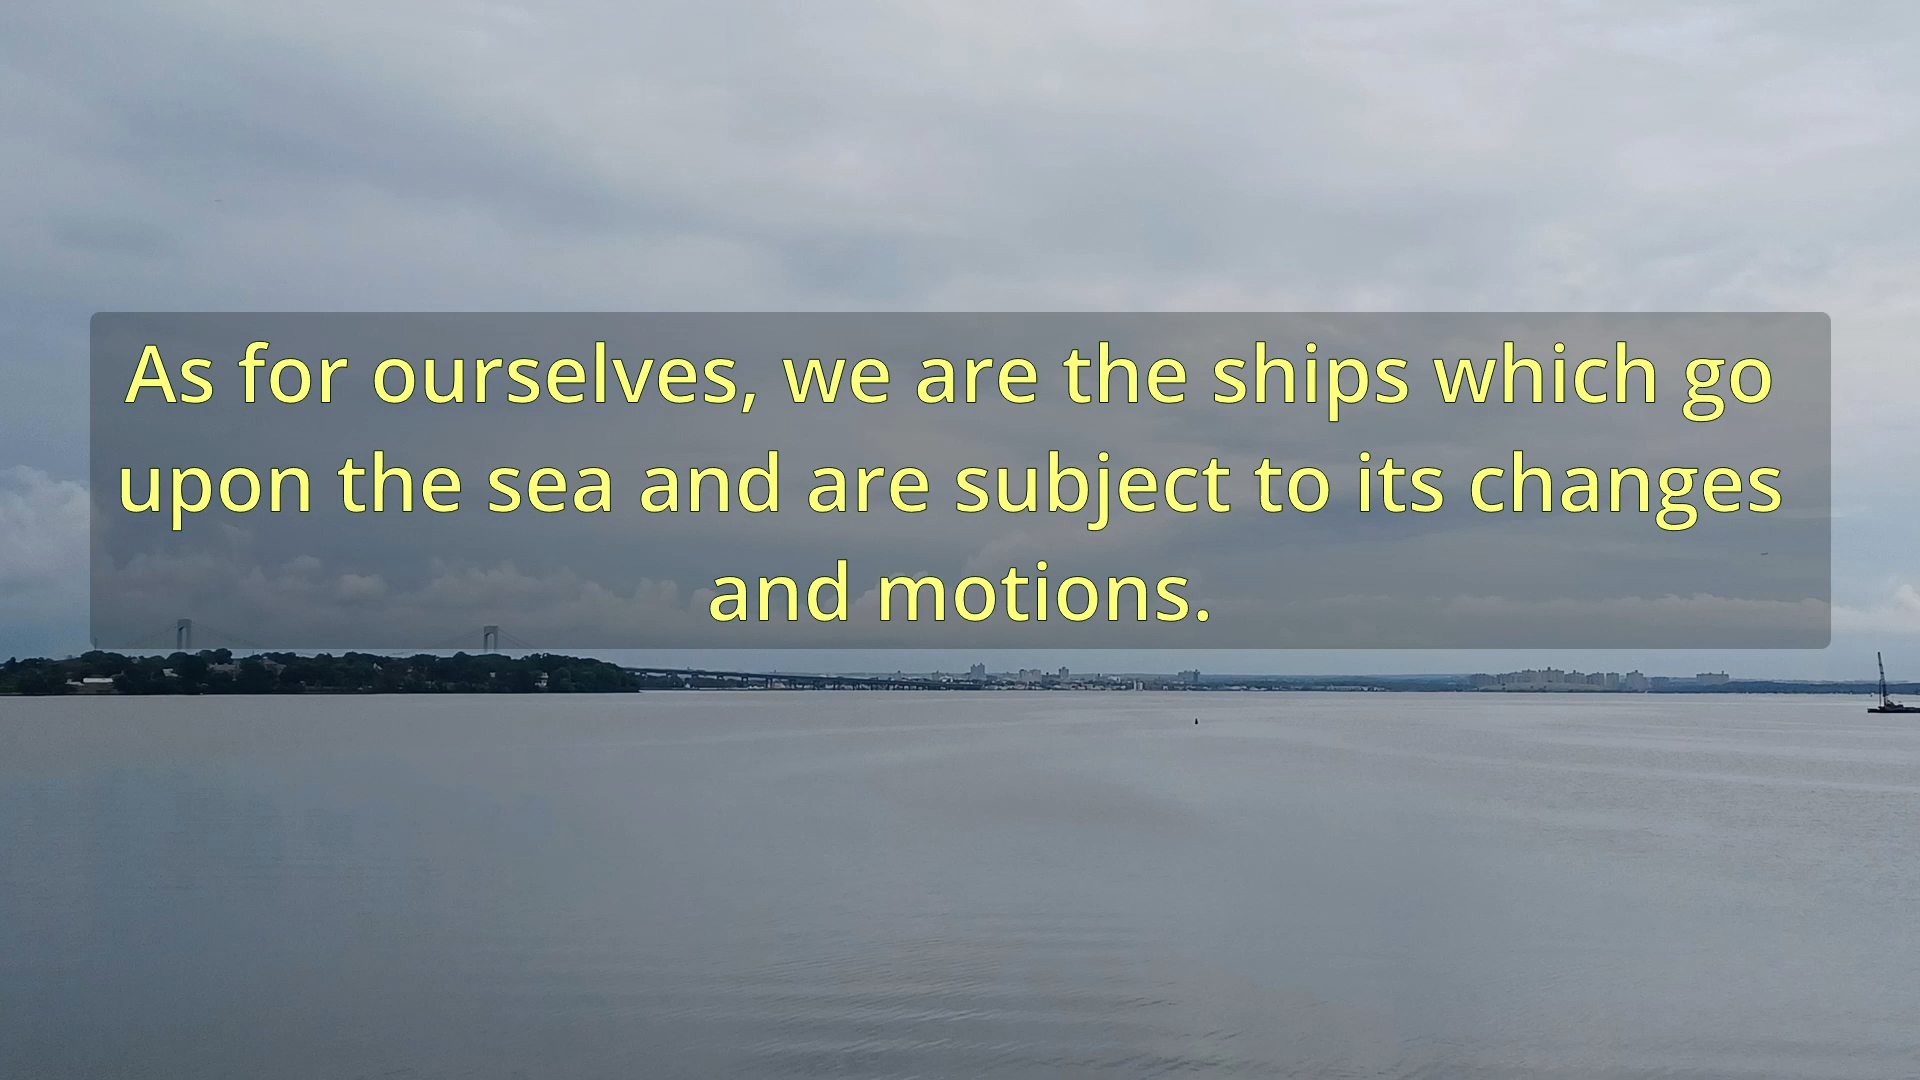 As for ourselves, we are the ships which go
upon the sea and are subject to its changes
and motions.